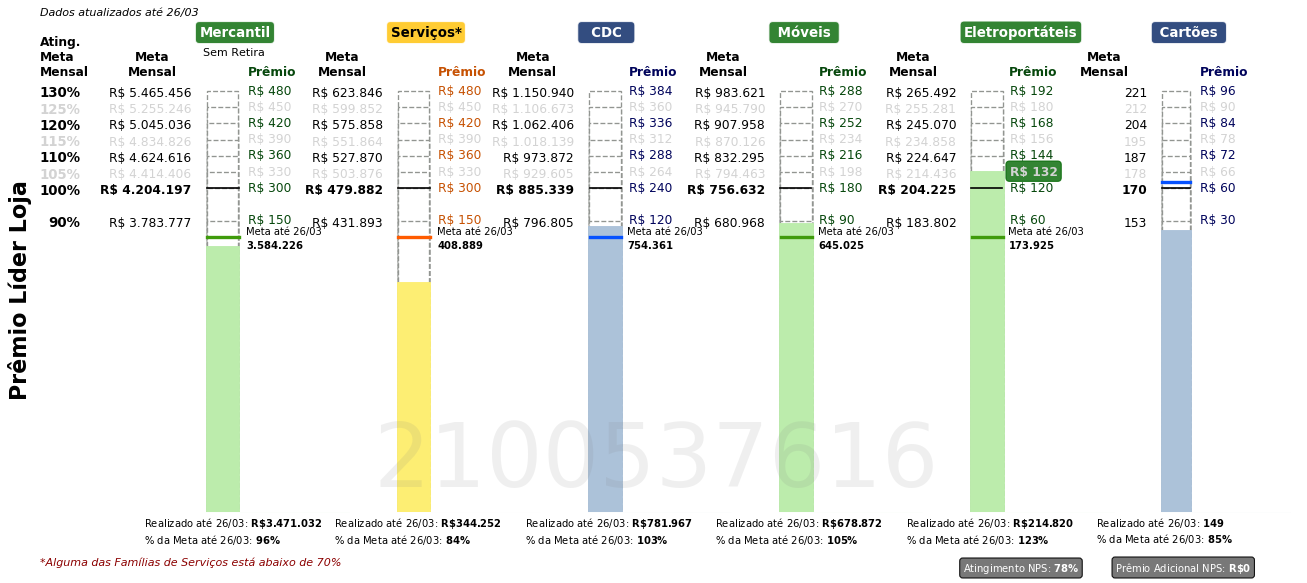 Dados atualizados até 26/03
Mercantil Serviços* CDC Móveis Eletroportáteis Cartões
Sem Retira
Ating. Meta Mensal
Meta Mensal Prêmio Meta Mensal Prêmio Meta Mensal Prêmio Meta Mensal Prêmio Meta Mensal Prêmio Meta Mensal Prêmio
130% R$ 5.465.456 R$ 480 R$ 623.846 R$ 480 R$ 1.150.940 R$ 384 R$ 983.621 R$ 288 R$ 265.492 R$ 192 221 R$ 96
125% R$ 5.255.246 R$ 450 R$ 599.852 R$ 450 R$ 1.106.673 R$ 360 R$ 945.790 R$ 270 R$ 255.281 R$ 180 212 R$ 90
120% R$ 5.045.036 R$ 420 R$ 575.858 R$ 420 R$ 1.062.406 R$ 336 R$ 907.958 R$ 252 R$ 245.070 R$ 168 204 R$ 84
115% R$ 4.834.826 R$ 390 R$ 551.864 R$ 390 R$ 1.018.139 R$ 312 R$ 870.126 R$ 234 R$ 234.858 R$ 156 195 R$ 78
110% R$ 4.624.616 R$ 360 R$ 527.870 R$ 360 R$ 973.872 R$ 288 R$ 832.295 R$ 216 R$ 224.647 R$ 144 187 R$ 72
105% R$ 4.414.406 R$ 330 R$ 503.876 R$ 330 R$ 929.605 R$ 264 R$ 794.463 R$ 198 R$ 214.436 R$ 132 178 R$ 66
100% R$ 4.204.197 R$ 300 R$ 479.882 R$ 300 R$ 885.339 R$ 240 R$ 756.632 R$ 180 R$ 204.225 R$ 120 170 R$ 60
90% R$ 3.783.777 R$ 150 R$ 431.893 R$ 150 R$ 796.805 R$ 120 R$ 680.968 R$ 90 R$ 183.802 R$ 60 153 R$ 30
Meta até 26/03 Meta até 26/03 Meta até 26/03 Meta até 26/03 Meta até 26/03
3.584.226 408.889 754.361 645.025 173.925
Prêmio Líder Loja
2100537616
Realizado até 26/03: R$3.471.032 Realizado até 26/03: R$344.252 Realizado até 26/03: R$781.967 Realizado até 26/03: R$678.872 Realizado até 26/03: R$214.820 Realizado até 26/03: 149
% da Meta até 26/03: 96% % da Meta até 26/03: 84% % da Meta até 26/03: 103% % da Meta até 26/03: 105% % da Meta até 26/03: 123% % da Meta até 26/03: 85%
*Alguma das Famílias de Serviços está abaixo de 70%
Atingimento NPS: 78% Prêmio Adicional NPS: R$0